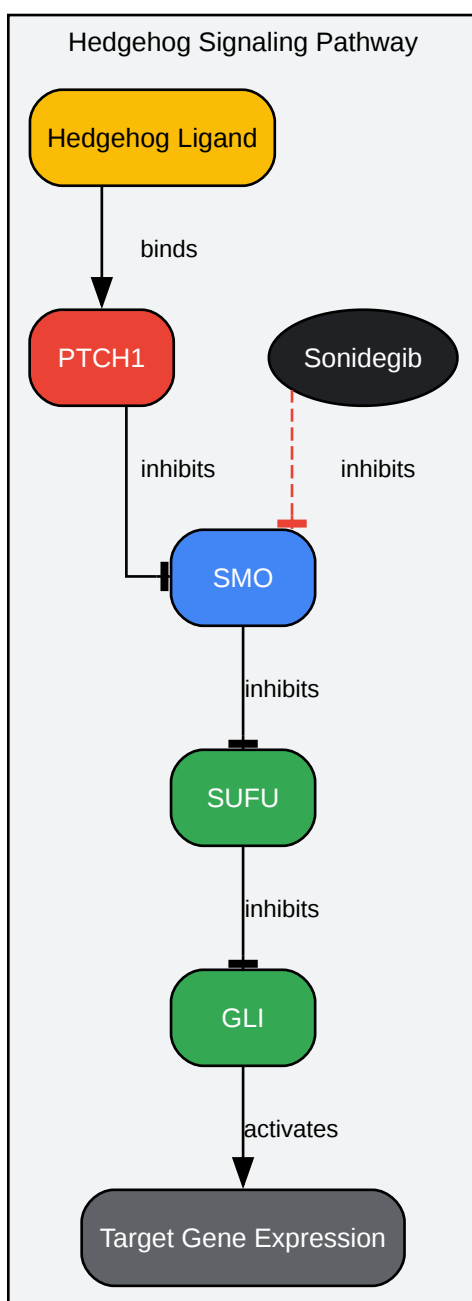 Hedgehog Signaling Pathway
Hedgehog Ligand
binds
PTCH1
Sonidegib
inhibits
inhibits
SMO
inhibits
SUFU
inhibits
GLI
activates
Target Gene Expression